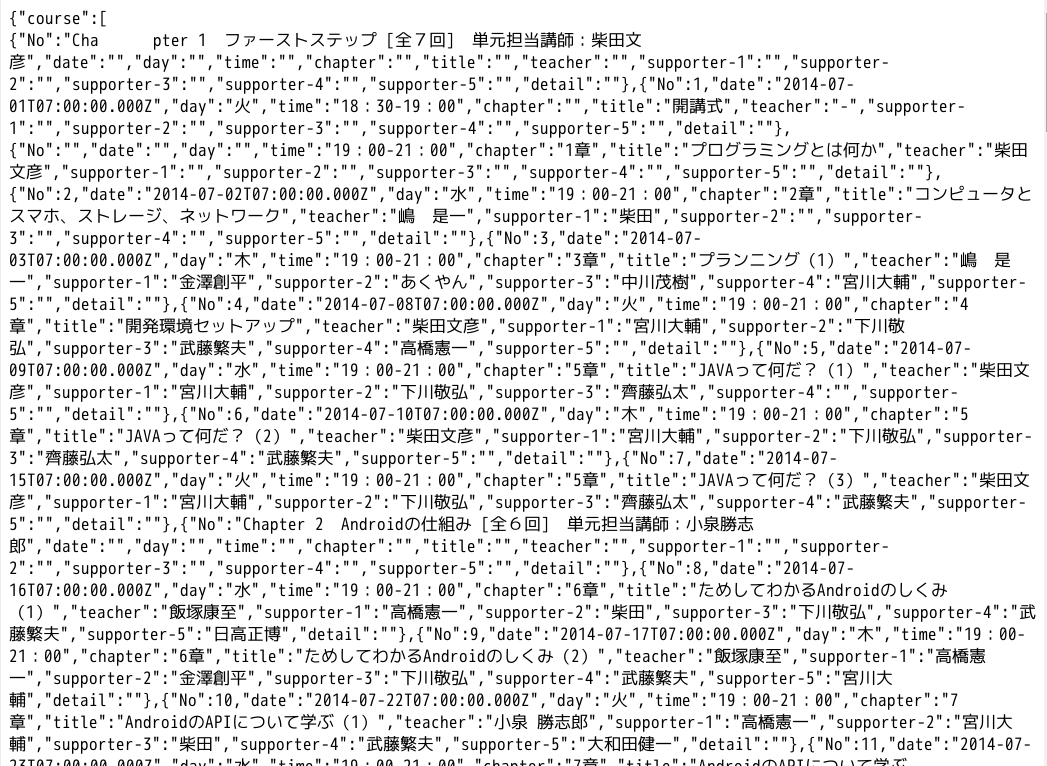 {"course":[
{"No":"Cha      pter 1　ファーストステップ [全７回]　単元担当講師：柴田文
彦","date":"","day":"","time":"","chapter":"","title":"","teacher":"","supporter-1":"","supporter-
2":"","supporter-3":"","supporter-4":"","supporter-5":"","detail":""},{"No":1,"date":"2014-07-
01T07:00:00.000Z","day":"火","time":"18：30-19：00","chapter":"","title":"開講式","teacher":"-","supporter-
1":"","supporter-2":"","supporter-3":"","supporter-4":"","supporter-5":"","detail":""},
{"No":"","date":"","day":"","time":"19：00-21：00","chapter":"1章","title":"プログラミングとは何か","teacher":"柴田
文彦","supporter-1":"","supporter-2":"","supporter-3":"","supporter-4":"","supporter-5":"","detail":""},
{"No":2,"date":"2014-07-02T07:00:00.000Z","day":"水","time":"19：00-21：00","chapter":"2章","title":"コンピュータと
スマホ、ストレージ、ネットワーク","teacher":"嶋　是一","supporter-1":"柴田","supporter-2":"","supporter-
3":"","supporter-4":"","supporter-5":"","detail":""},{"No":3,"date":"2014-07-
03T07:00:00.000Z","day":"木","time":"19：00-21：00","chapter":"3章","title":"プランニング（1）","teacher":"嶋　是
一","supporter-1":"金澤創平","supporter-2":"あくやん","supporter-3":"中川茂樹","supporter-4":"宮川大輔","supporter-
5":"","detail":""},{"No":4,"date":"2014-07-08T07:00:00.000Z","day":"火","time":"19：00-21：00","chapter":"4
章","title":"開発環境セットアップ","teacher":"柴田文彦","supporter-1":"宮川大輔","supporter-2":"下川敬
弘","supporter-3":"武藤繁夫","supporter-4":"高橋憲一","supporter-5":"","detail":""},{"No":5,"date":"2014-07-
09T07:00:00.000Z","day":"水","time":"19：00-21：00","chapter":"5章","title":"JAVAって何だ？（1）","teacher":"柴田文
彦","supporter-1":"宮川大輔","supporter-2":"下川敬弘","supporter-3":"齊藤弘太","supporter-4":"","supporter-
5":"","detail":""},{"No":6,"date":"2014-07-10T07:00:00.000Z","day":"木","time":"19：00-21：00","chapter":"5
章","title":"JAVAって何だ？（2）","teacher":"柴田文彦","supporter-1":"宮川大輔","supporter-2":"下川敬弘","supporter-
3":"齊藤弘太","supporter-4":"武藤繁夫","supporter-5":"","detail":""},{"No":7,"date":"2014-07-
15T07:00:00.000Z","day":"火","time":"19：00-21：00","chapter":"5章","title":"JAVAって何だ？（3）","teacher":"柴田文
彦","supporter-1":"宮川大輔","supporter-2":"下川敬弘","supporter-3":"齊藤弘太","supporter-4":"武藤繁夫","supporter-
5":"","detail":""},{"No":"Chapter 2　Androidの仕組み [全６回]　単元担当講師：小泉勝志
郎","date":"","day":"","time":"","chapter":"","title":"","teacher":"","supporter-1":"","supporter-
2":"","supporter-3":"","supporter-4":"","supporter-5":"","detail":""},{"No":8,"date":"2014-07-
16T07:00:00.000Z","day":"水","time":"19：00-21：00","chapter":"6章","title":"ためしてわかるAndroidのしくみ
（1）","teacher":"飯塚康至","supporter-1":"高橋憲一","supporter-2":"柴田","supporter-3":"下川敬弘","supporter-4":"武
藤繁夫","supporter-5":"日高正博","detail":""},{"No":9,"date":"2014-07-17T07:00:00.000Z","day":"木","time":"19：00-
21：00","chapter":"6章","title":"ためしてわかるAndroidのしくみ（2）","teacher":"飯塚康至","supporter-1":"高橋憲
一","supporter-2":"金澤創平","supporter-3":"下川敬弘","supporter-4":"武藤繁夫","supporter-5":"宮川大
輔","detail":""},{"No":10,"date":"2014-07-22T07:00:00.000Z","day":"火","time":"19：00-21：00","chapter":"7
章","title":"AndroidのAPIについて学ぶ（1）","teacher":"小泉 勝志郎","supporter-1":"高橋憲一","supporter-2":"宮川大
輔","supporter-3":"柴田","supporter-4":"武藤繁夫","supporter-5":"大和田健一","detail":""},{"No":11,"date":"2014-07-
23T07:00:00.000Z","day":"水","time":"19：00-21：00","chapter":"7章","title":"AndroidのAPIについて学ぶ